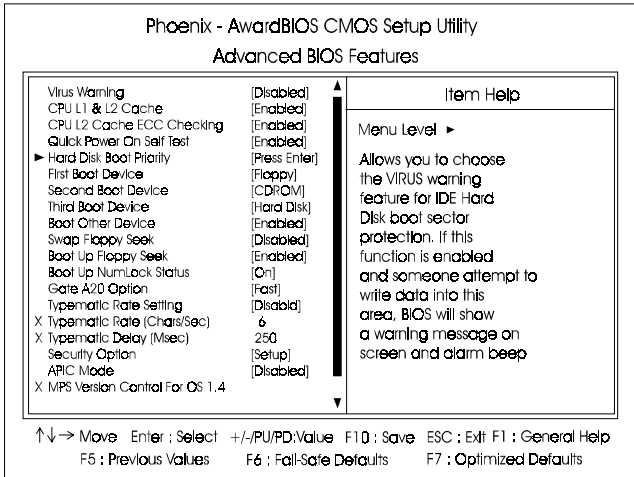 Phoenix - AwardBIOS CMOS Setup Utility
Advanced BIOS Features
Virus Warning [Disabled]
CPU L1 & L2 Cache [Enabled]
CPU L2 Cache ECC Checking [Enabled]
Quick Power On Self Test [Enabled]
► Hard Disk Boot Priority [Press Enter]
First Boot Device [Floppy]
Second Boot Device [CDROM]
Third Boot Device [Hard Disk]
Boot Other Device [Enabled]
Swap Floppy Seek [Disabled]
Boot Up Floppy Seek [Enabled]
Boot Up NumLock Status [On]
Gate A20 Option [Fast]
Typematic Rate Setting [Disabld]
X Typematic Rate (Chars/Sec) 6
X Typematic Delay (Msec) 250
Security Option [Setup]
APIC Mode [Disabled]
X MPS Version Control For OS 1.4
Item Help
Menu Level ►
Allows you to choose
the VIRUS warning
feature for IDE Hard
Disk boot sector
protection. If this
function is enabled
and someone attempt to
write data into this
area, BIOS will show
a warning message on
screen and alarm beep
↑↓→ Move Enter : Select +/-/PU/PD:Value F10 : Save ESC : Exit F1 : General Help
F5 : Previous Values F6 : Fail-Safe Defaults F7 : Optimized Defaults